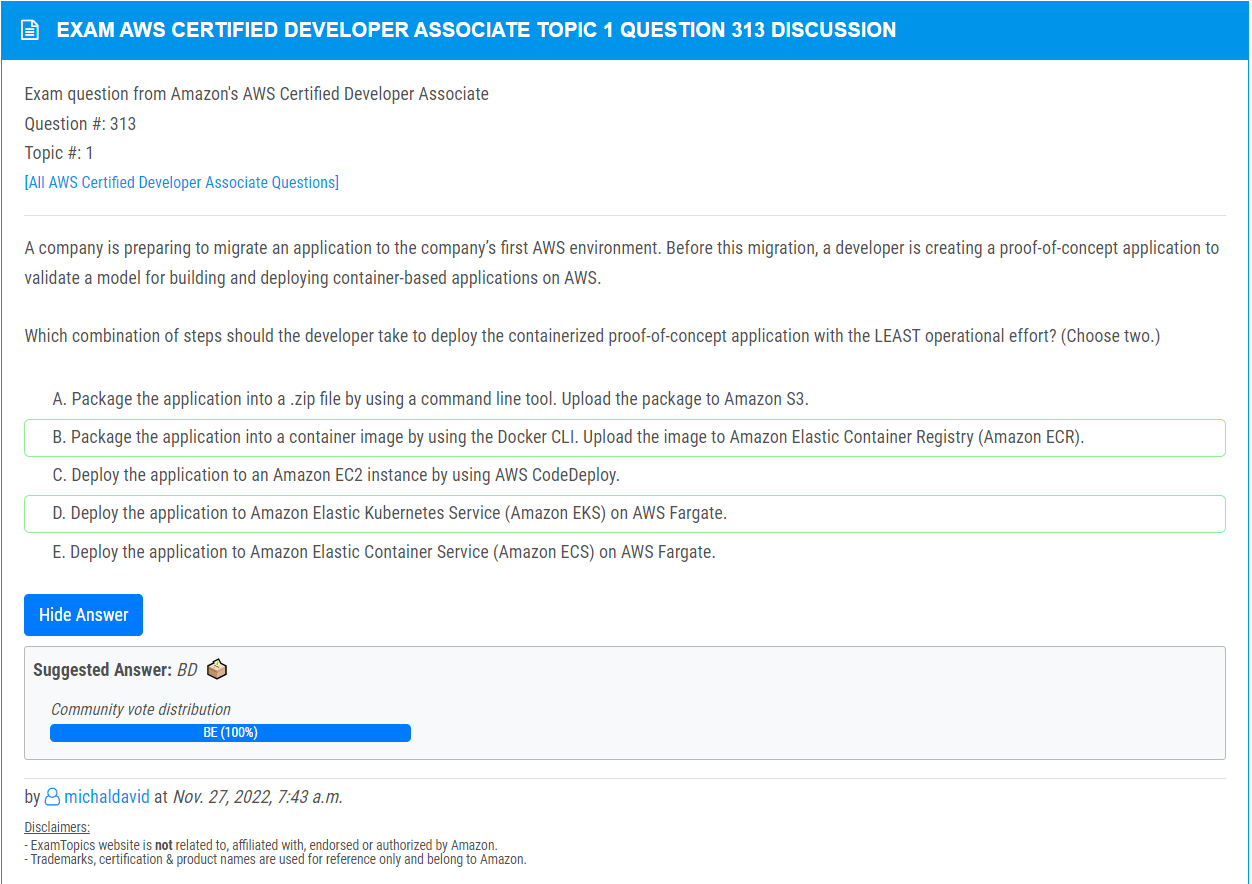 EXAM AWS CERTIFIED DEVELOPER ASSOCIATE TOPIC 1 QUESTION 313 DISCUSSION
Exam question from Amazon's AWS Certified Developer Associate
Question #: 313
Topic #: 1
[All AWS Certified Developer Associate Questions]
A company is preparing to migrate an application to the company’s first AWS environment. Before this migration, a developer is creating a proof-of-concept application to
validate a model for building and deploying container-based applications on AWS.
Which combination of steps should the developer take to deploy the containerized proof-of-concept application with the LEAST operational effort? (Choose two.)
A. Package the application into a .zip file by using a command line tool. Upload the package to Amazon S3.
B. Package the application into a container image by using the Docker CLI. Upload the image to Amazon Elastic Container Registry (Amazon ECR).
C. Deploy the application to an Amazon EC2 instance by using AWS CodeDeploy.
D. Deploy the application to Amazon Elastic Kubernetes Service (Amazon EKS) on AWS Fargate.
E. Deploy the application to Amazon Elastic Container Service (Amazon ECS) on AWS Fargate.
Hide Answer
Suggested Answer: BD
Community vote distribution
BE (100%)
by michaldavid at Nov. 27, 2022, 7:43 a.m.
Disclaimers:
- ExamTopics website is not related to, affiliated with, endorsed or authorized by Amazon.
- Trademarks, certification & product names are used for reference only and belong to Amazon.